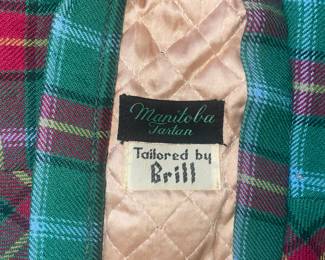 Manitoba
Tartan
Tailored by
Brill